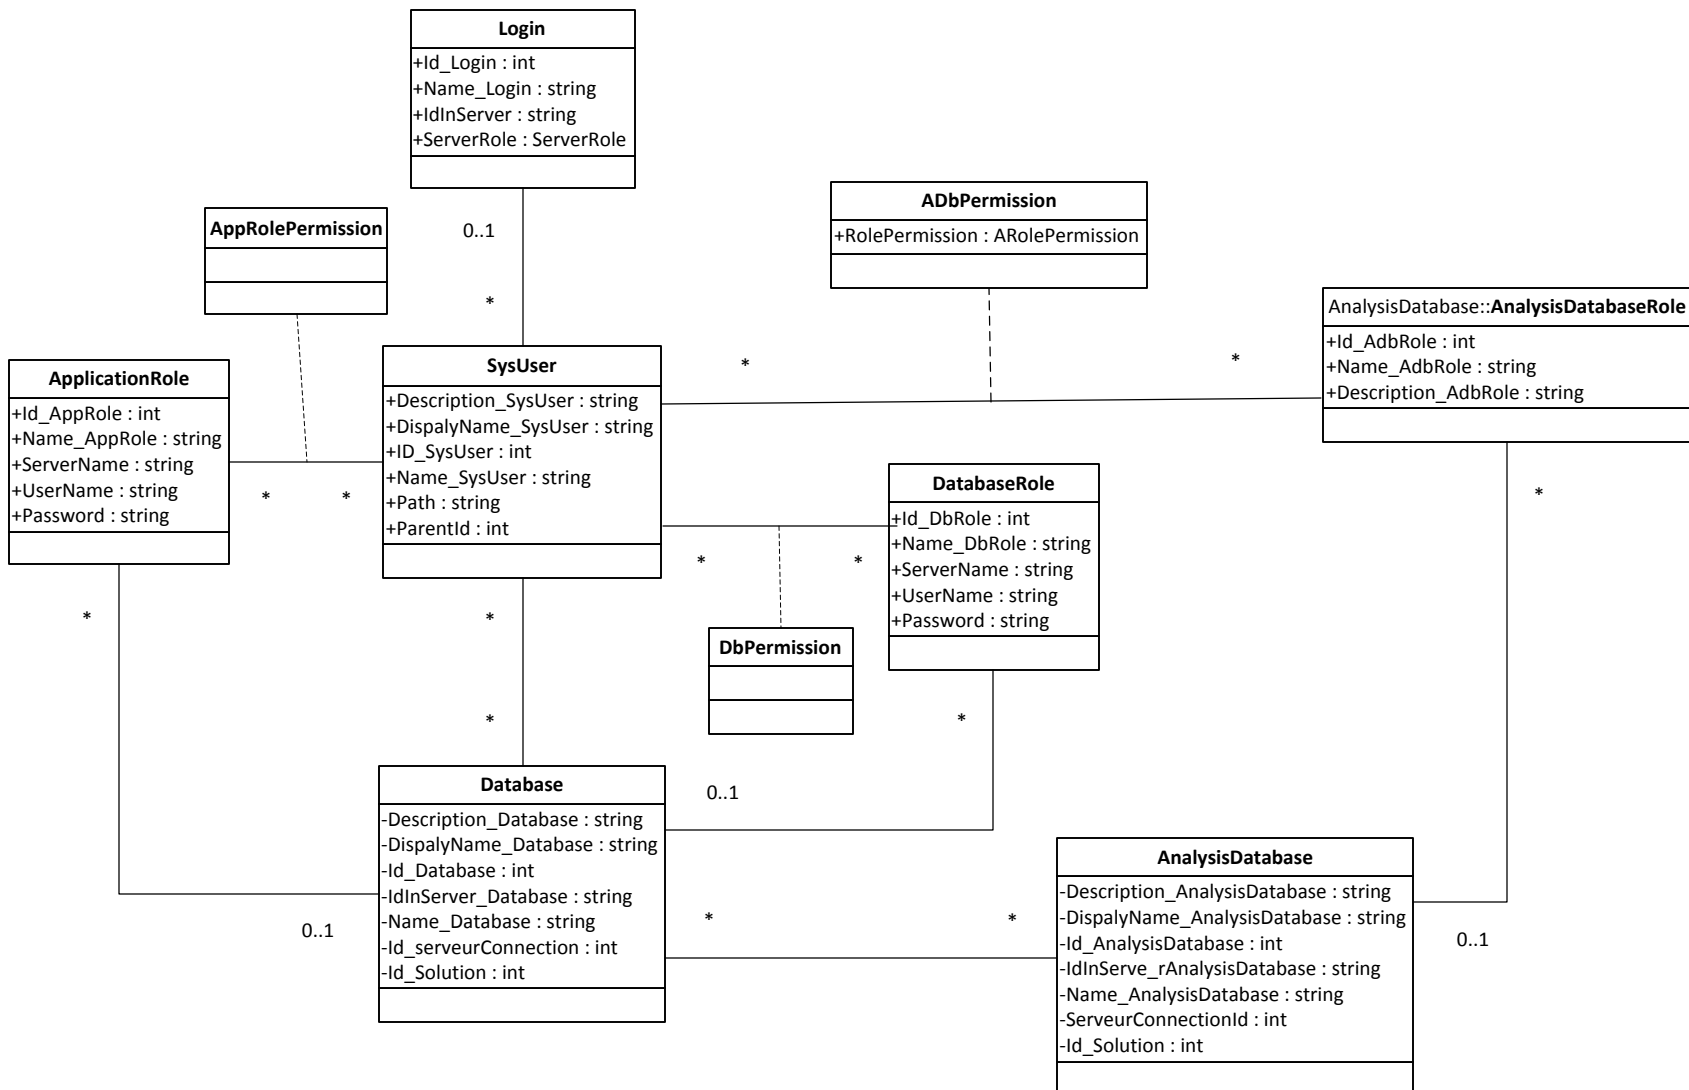 Login
+Id_Login : int
+Name_Login : string
+IdInServer : string
+ServerRole : ServerRole
0..1
*
AppRolePermission
ADbPermission
+RolePermission : ARolePermission
AnalysisDatabase::AnalysisDatabaseRole
+Id_AdbRole : int
+Name_AdbRole : string
+Description_AdbRole : string
*
*
ApplicationRole
+Id_AppRole : int
+Name_AppRole : string
+ServerName : string
+UserName : string
+Password : string
*
*
SysUser
+Description_SysUser : string
+DispalyName_SysUser : string
+ID_SysUser : int
+Name_SysUser : string
+Path : string
+ParentId : int
*
*
DatabaseRole
+Id_DbRole : int
+Name_DbRole : string
+ServerName : string
+UserName : string
+Password : string
*
*
*
DbPermission
*
*
0..1
0..1
Database
-Description_Database : string
-DispalyName_Database : string
-Id_Database : int
-IdInServer_Database : string
-Name_Database : string
-Id_serveurConnection : int
-Id_Solution : int
*
*
AnalysisDatabase
-Description_AnalysisDatabase : string
-DispalyName_AnalysisDatabase : string
-Id_AnalysisDatabase : int
-IdInServe_rAnalysisDatabase : string
-Name_AnalysisDatabase : string
-ServeurConnectionId : int
-Id_Solution : int
0..1